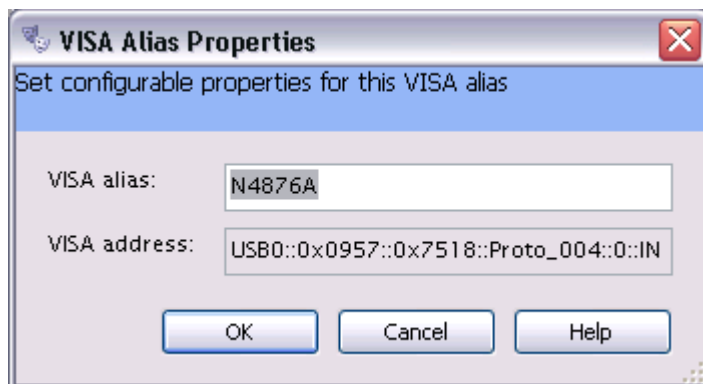 VISA Alias Properties
Set configurable properties for this VISA alias
VISA alias: N4876A
VISA address: USB0::0x0957::0x7518::Proto_004::0::IN
OK Cancel Help